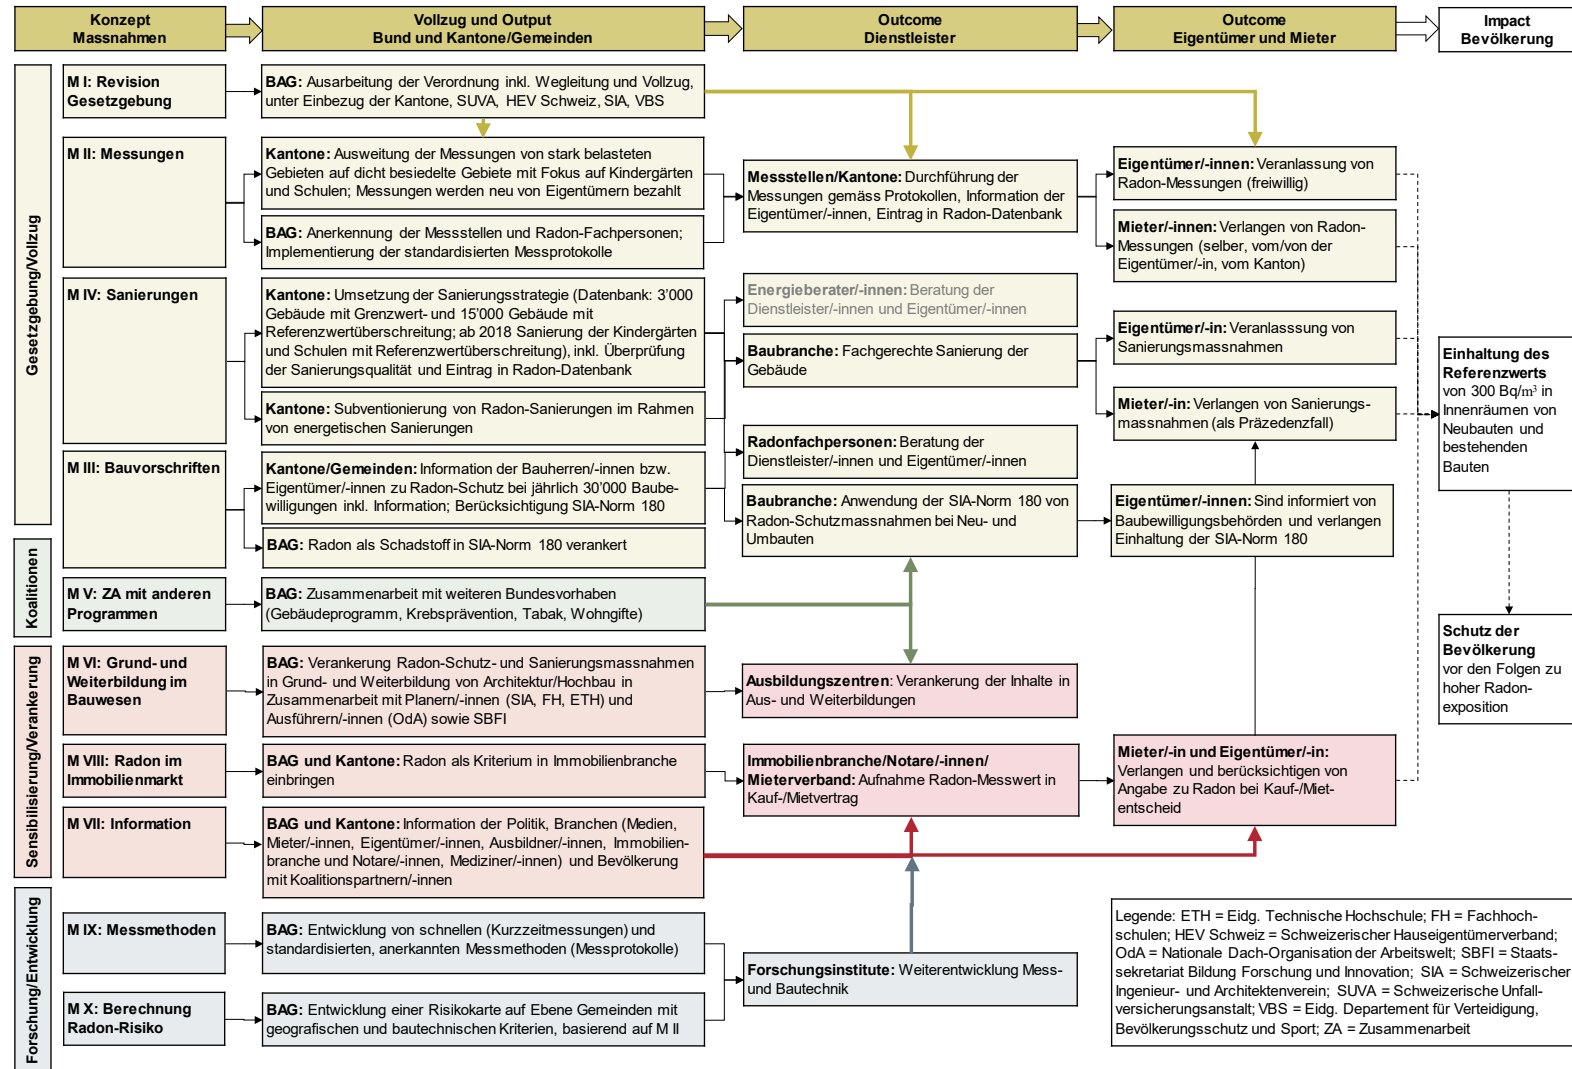 Konzept
Massnahmen
Vollzug und Output
Bund und Kantone/Gemeinden
Outcome
Dienstleister
Outcome
Eigentümer und Mieter
Impact
Bevölkerung
Gesetzgebung/Vollzug
M I: Revision
Gesetzgebung
BAG: Ausarbeitung der Verordnung inkl. Wegleitung und Vollzug,
unter Einbezug der Kantone, SUVA, HEV Schweiz, SIA, VBS
M II: Messungen
Kantone: Ausweitung der Messungen von stark belasteten
Gebieten auf dicht besiedelte Gebiete mit Fokus auf Kindergärten
und Schulen; Messungen werden neu von Eigentümern bezahlt
BAG: Anerkennung der Messstellen und Radon-Fachpersonen;
Implementierung der standardisierten Messprotokolle
Messstellen/Kantone: Durchführung der
Messungen gemäss Protokollen, Information der
Eigentümer/-innen, Eintrag in Radon-Datenbank
Eigentümer/-innen: Veranlassung von
Radon-Messungen (freiwillig)
Mieter/-innen: Verlangen von Radon-
Messungen (selber, vom/von der
Eigentümer/-in, vom Kanton)
M IV: Sanierungen
Kantone: Umsetzung der Sanierungsstrategie (Datenbank: 3’000
Gebäude mit Grenzwert- und 15’000 Gebäude mit
Referenzwertüberschreitung; ab 2018 Sanierung der Kindergärten
und Schulen mit Referenzwertüberschreitung), inkl. Überprüfung
der Sanierungsqualität und Eintrag in Radon-Datenbank
Kantone: Subventionierung von Radon-Sanierungen im Rahmen
von energetischen Sanierungen
Energieberater/-innen: Beratung der
Dienstleister/-innen und Eigentümer/-innen
Baubranche: Fachgerechte Sanierung der
Gebäude
Radonfachpersonen: Beratung der
Dienstleister/-innen und Eigentümer/-innen
Eigentümer/-in: Veranlasssung von
Sanierungsmassnahmen
Mieter/-in: Verlangen von Sanierungs-
massnahmen (als Präzedenzfall)
Einhaltung des
Referenzwerts
von 300 Bq/m³ in
Innenräumen von
Neubauten und
bestehenden
Bauten
M III: Bauvorschriften
Kantone/Gemeinden: Information der Bauherren/-innen bzw.
Eigentümer/-innen zu Radon-Schutz bei jährlich 30’000 Baube-
willigungen inkl. Information; Berücksichtigung SIA-Norm 180
BAG: Radon als Schadstoff in SIA-Norm 180 verankert
Baubranche: Anwendung der SIA-Norm 180 von
Radon-Schutzmassnahmen bei Neu- und
Umbauten
Eigentümer/-innen: Sind informiert von
Baubewilligungsbehörden und verlangen
Einhaltung der SIA-Norm 180
Koalitionen
M V: ZA mit anderen
Programmen
BAG: Zusammenarbeit mit weiteren Bundesvorhaben
(Gebäudeprogramm, Krebsprävention, Tabak, Wohngifte)
Schutz der
Bevölkerung
vor den Folgen zu
hoher Radon-
exposition
Sensibilisierung/Verankerung
M VI: Grund- und
Weiterbildung im
Bauwesen
BAG: Verankerung Radon-Schutz- und Sanierungsmassnahmen
in Grund- und Weiterbildung von Architektur/Hochbau in
Zusammenarbeit mit Planern/-innen (SIA, FH, ETH) und
Ausführern/-innen (OdA) sowie SBFI
Ausbildungszentren: Verankerung der Inhalte in
Aus- und Weiterbildungen
M VIII: Radon im
Immobilienmarkt
BAG und Kantone: Radon als Kriterium in Immobilienbranche
einbringen
Immobilienbranche/Notare/-innen/
Mieterverband: Aufnahme Radon-Messwert in
Kauf-/Mietvertrag
Mieter/-in und Eigentümer/-in:
Verlangen und berücksichtigen von
Angabe zu Radon bei Kauf-/Miet-
entscheid
M VII: Information
BAG und Kantone: Information der Politik, Branchen (Medien,
Mieter/-innen, Eigentümer/-innen, Ausbildner/-innen, Immobilien-
branche und Notare/-innen, Mediziner/-innen) und Bevölkerung
mit Koalitionspartnern/-innen
Forschung/Entwicklung
M IX: Messmethoden
BAG: Entwicklung von schnellen (Kurzzeitmessungen) und
standardisierten, anerkannten Messmethoden (Messprotokolle)
M X: Berechnung
Radon-Risiko
BAG: Entwicklung einer Risikokarte auf Ebene Gemeinden mit
geografischen und bautechnischen Kriterien, basierend auf M II
Forschungsinstitute: Weiterentwicklung Mess-
und Bautechnik
Legende: ETH = Eidg. Technische Hochschule; FH = Fachhoch-
schulen; HEV Schweiz = Schweizerischer Hauseigentümerverband;
OdA = Nationale Dach-Organisation der Arbeitswelt; SBFI = Staats-
sekretariat Bildung Forschung und Innovation; SIA = Schweizerischer
Ingenieur- und Architektenverein; SUVA = Schweizerische Unfall-
versicherungsanstalt; VBS = Eidg. Departement für Verteidigung,
Bevölkerungsschutz und Sport; ZA = Zusammenarbeit